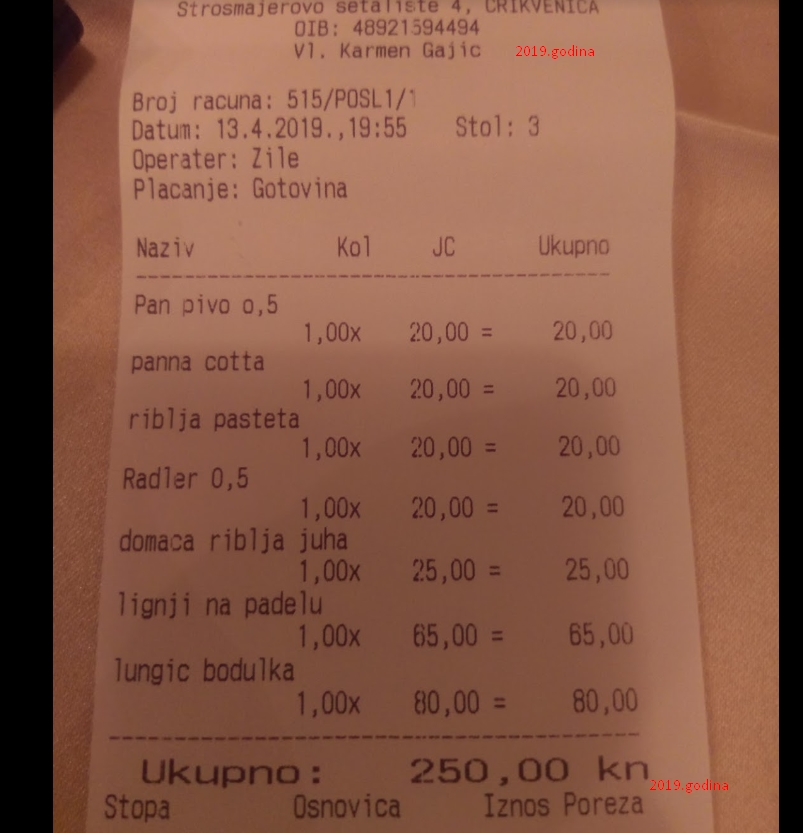 Strosmajerovo setaliste 4, CRIKVENICA
OIB: 48921594494
Vl. Karmen Gajic 2019.godina
Broj racuna: 515/POSL1/1
Datum: 13.4.2019.,19:55 Stol: 3
Operater: Zile
Placanje: Gotovina
Naziv Kol JC Ukupno
Pan pivo o,5
1,00x 20,00 = 20,00
panna cotta
1,00x 20,00 = 20,00
riblja pasteta
1,00x 20,00 = 20,00
Radler 0,5
1,00x 20,00 = 20,00
domaca riblja juha
1,00x 25,00 = 25,00
lignji na padelu
1,00x 65,00 = 65,00
lungic bodulka
1,00x 80,00 = 80,00
Ukupno: 250,00 kn
2019.godina
Stopa Osnovica Iznos Poreza